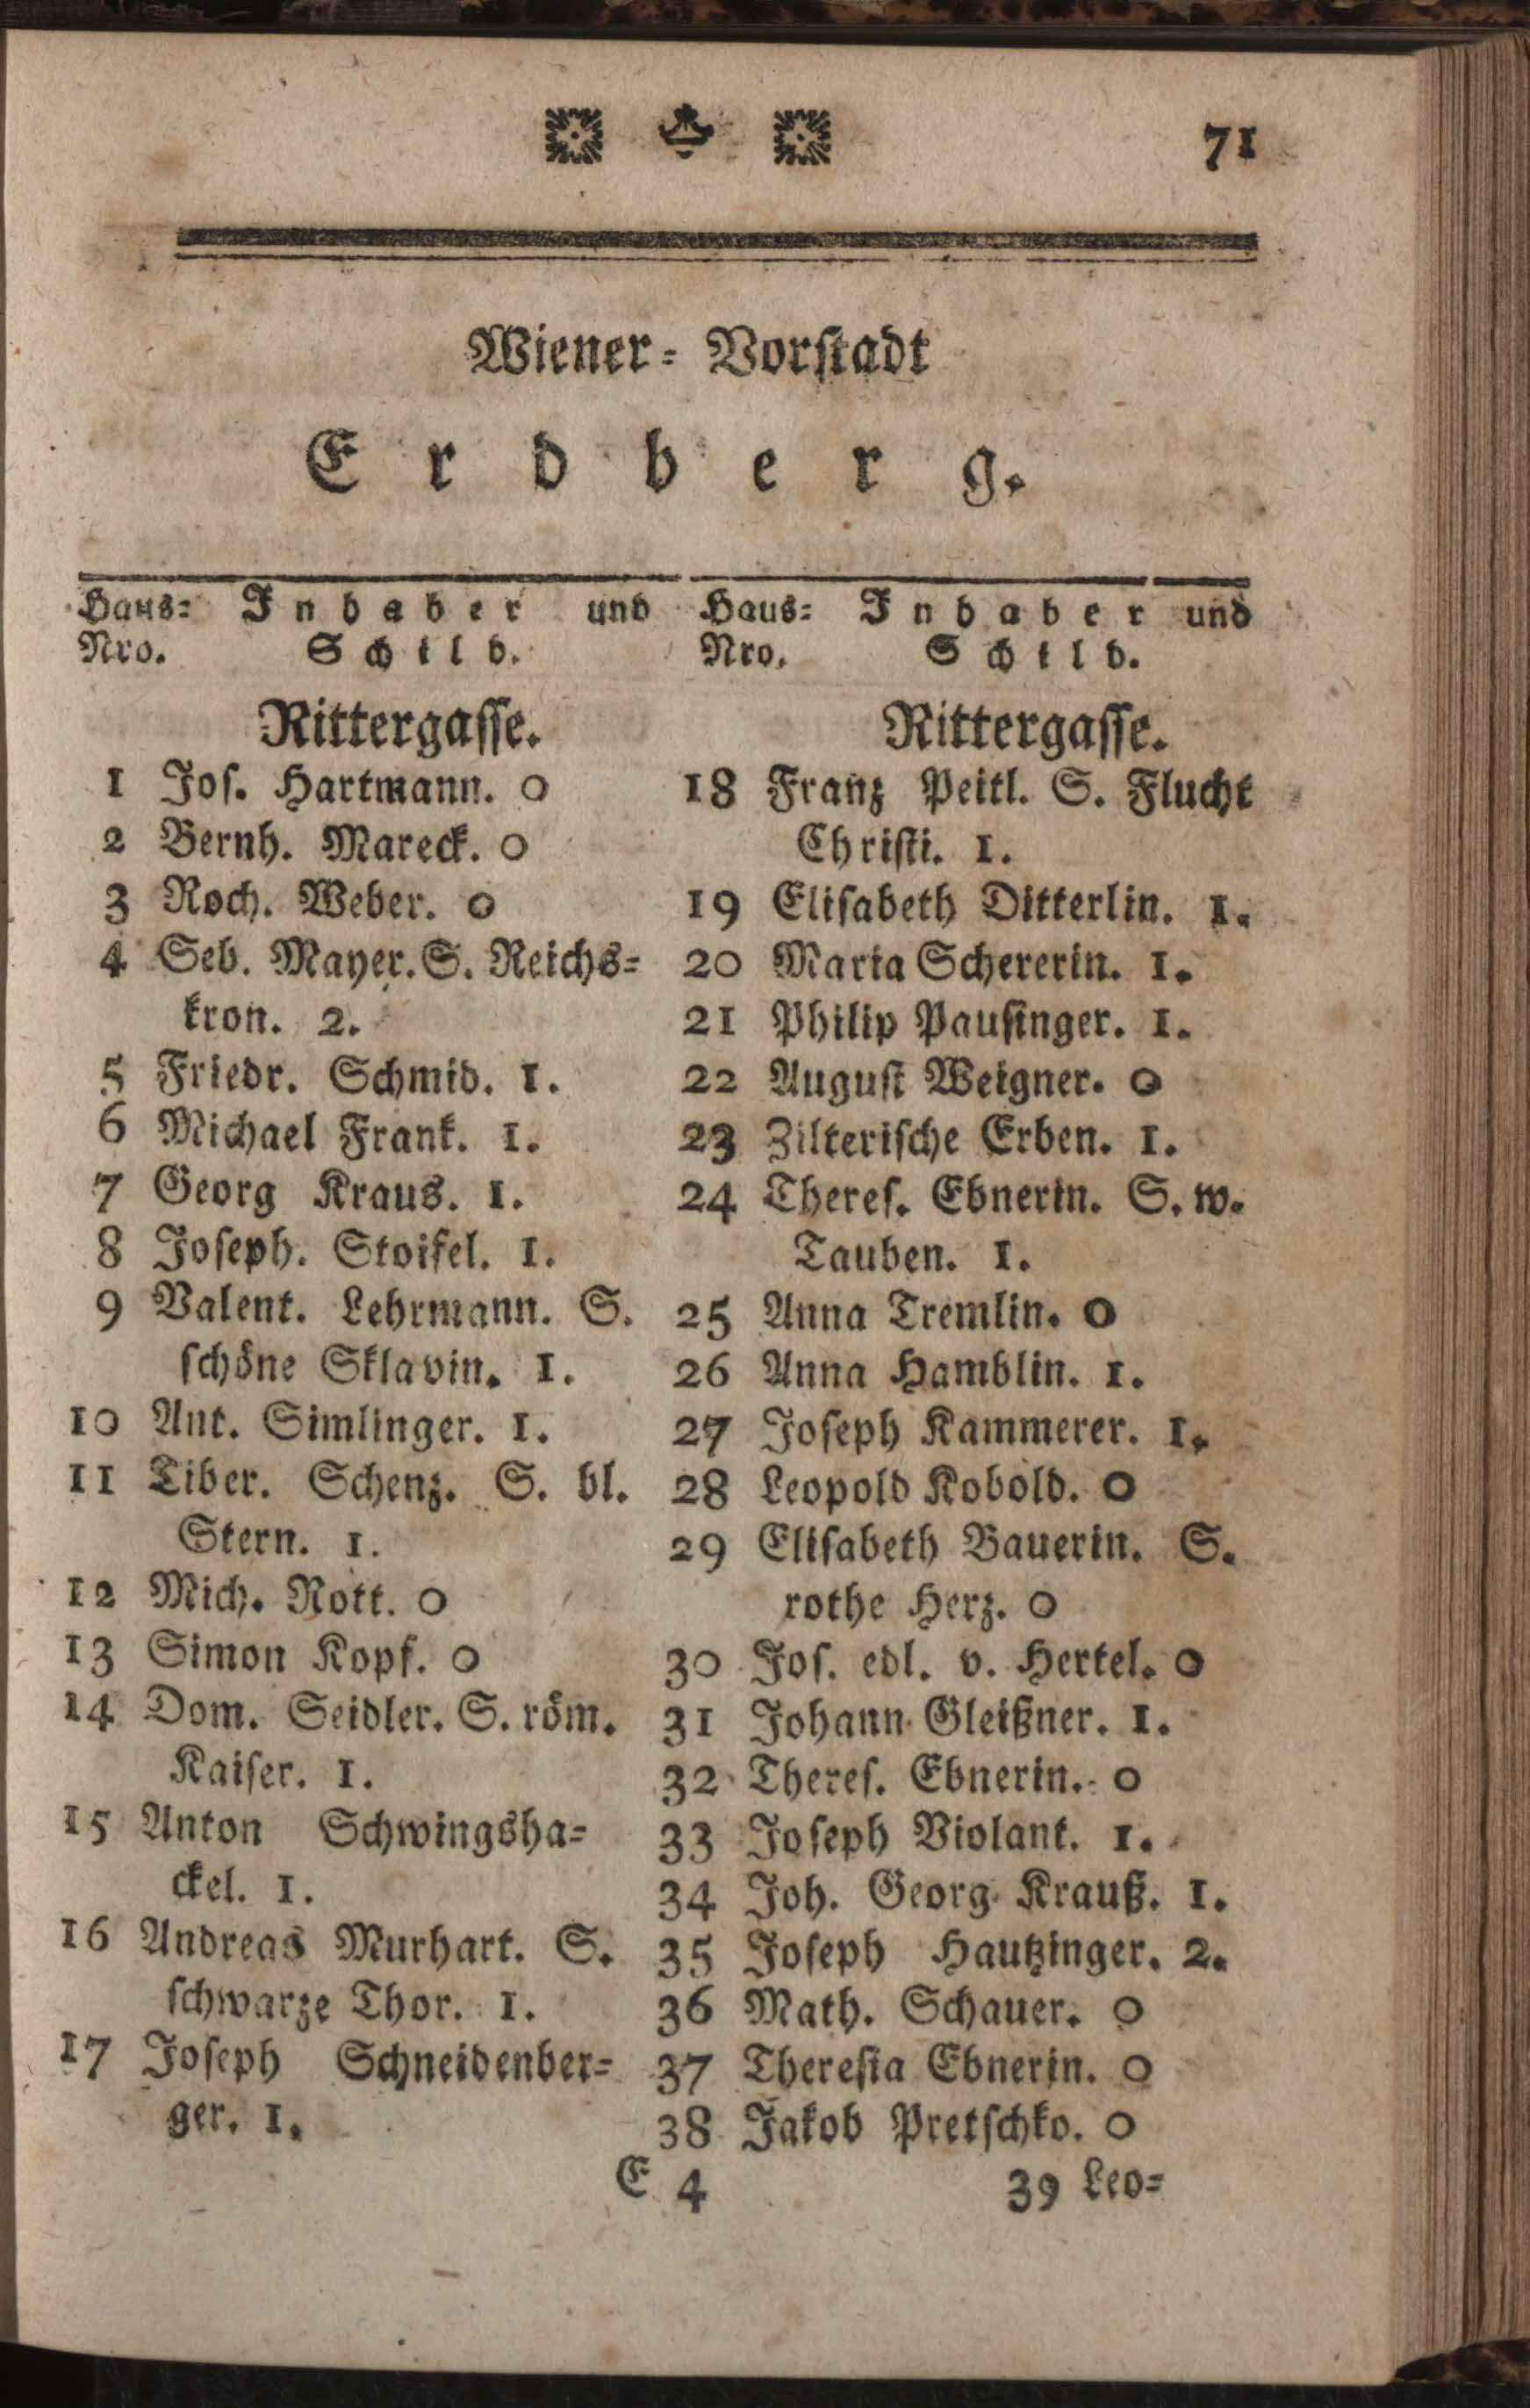 71
Wiener- Vorstadt
Erdberg.
Haus- Inhaber und
Nro. Schild.
Rittergasse.
1 Jos. Hartmann. 0
2 Bernh. Mareck. 0
3 Roch. Weber. 0
4 Seb. Mayer. S. Reichs-
kron. 2.
5 Friedr. Schmid. 1.
6 Michael Frank. 1.
7 Georg Kraus. 1.
8 Joseph. Stoifel. 1.
9 Valent. Lehrmann. S.
schöne Sklavin. 1.
10 Ant. Simlinger. 1.
11 Tiber. Schenz. S. bl.
Stern. 1.
12 Mich. Rott. 0
13 Simon Kopf. 0
14 Dom. Seidler. S. röm.
Kaiser. 1.
15 Anton Schwingsha-
ckel. 1.
16 Andreas Murhart. S.
schwarze Thor. 1.
17 Joseph Schneidenber-
ger. 1.
Haus- Inhaber und
Nro. Schild.
Rittergasse.
18 Franz Peitl. S. Flucht
Christi. 1.
19 Elisabeth Ditterlin. 1.
20 Maria Schererin. 1.
21 Philip Pausinger. 1.
22 August Weigner. 0
23 Zilterische Erben. 1.
24 Theres. Ebnerin. S. w.
Tauben. 1.
25 Anna Tremlin. 0
26 Anna Hamblin. 1.
27 Joseph Kammerer. 1.
28 Leopold Kobold. 0
29 Elisabeth Bauerin. S.
rothe Herz. 0
30 Jos. edl. v. Hertel. 0
31 Johann Gleißner. 1.
32 Theres. Ebnerin. 0
33 Joseph Violant. 1.
34 Joh. Georg Krauß. 1.
35 Joseph Hautzinger. 2.
36 Math. Schauer. 0
37 Theresia Ebnerin. 0
38 Jakob Pretschko. 0
E 4 39 Leo-